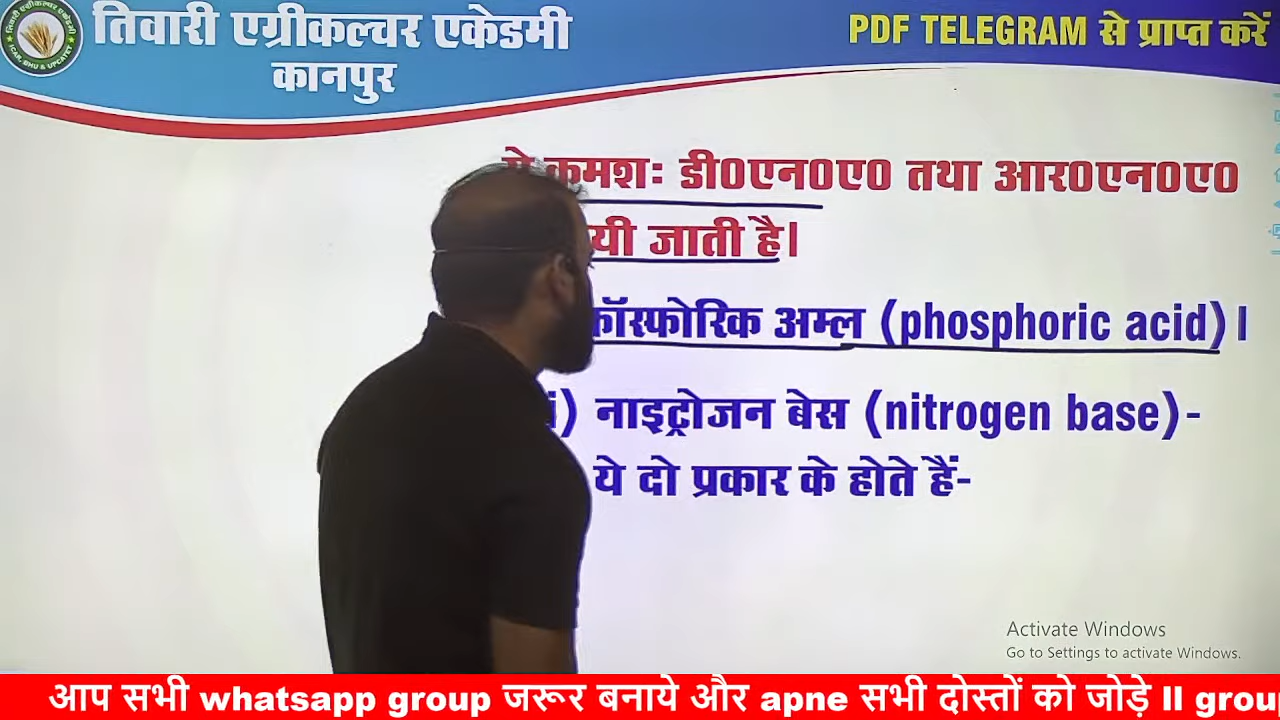 तिवारी एग्रीकल्चर एकेडमी
कानपुर
PDF TELEGRAM से प्राप्त करें
क्रमशः डी0एन0ए0 तथा आर0एन0ए0
जाती है।
फॉस्फोरिक अम्ल (phosphoric acid)।
नाइट्रोजन बेस (nitrogen base)-
ये दो प्रकार के होते हैं-
Activate Windows
Go to Settings to activate Windows.
आप सभी whatsapp group जरूर बनाये और apne सभी दोस्तों को जोड़े II grou